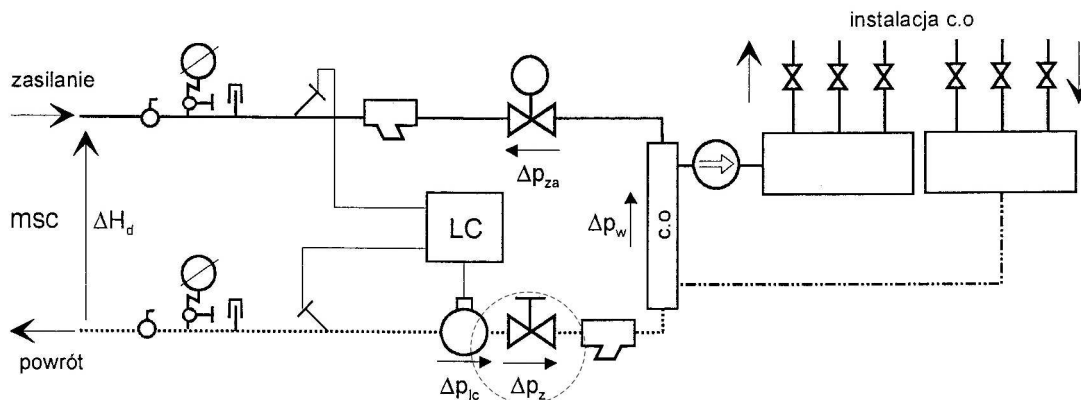 instalacja c.o
zasilanie
Δp_za
msc
ΔH_d
LC
Δp_w
c.o
powrót
Δp_lc
Δp_z